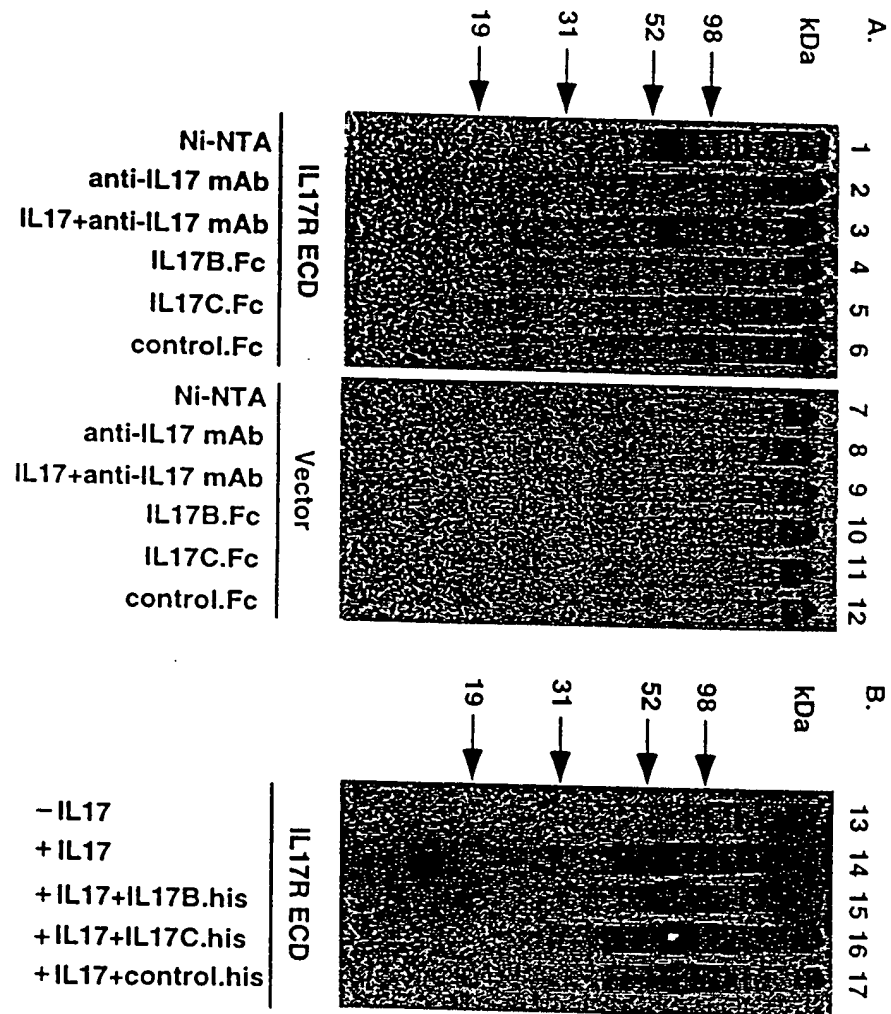 A.
kDa
98
52
31
19
1 2 3 4 5 6
Ni-NTA
anti-IL17 mAb
IL17+anti-IL17 mAb
IL17B.Fc
IL17C.Fc
control.Fc
IL17R ECD
7 8 9 10 11 12
Ni-NTA
anti-IL17 mAb
IL17+anti-IL17 mAb
IL17B.Fc
IL17C.Fc
control.Fc
Vector
B.
kDa
98
52
31
19
13 14 15 16 17
−IL17
+IL17
+IL17+IL17B.his
+IL17+IL17C.his
+IL17+control.his
IL17R ECD